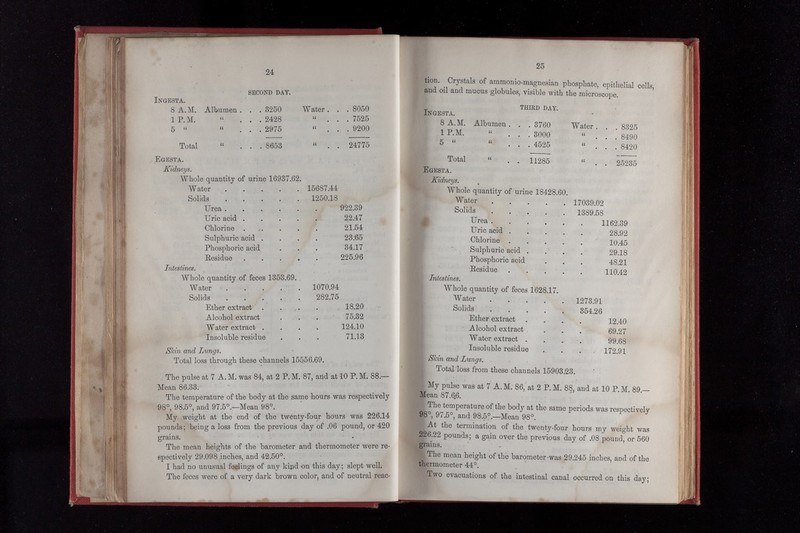 24
SECOND DAY.
INGESTA.
8 A.M. Albumen . . . 3250 Water . . . 8050
1 P.M. " . . . 2428 " . . . 7525
5 " " . . . 2975 " . . . 9200
Total " . . . 8653 " . . 24775
EGESTA.
Kidneys.
Whole quantity of urine 16937.62.
Water . . . . . 15687.44
Solids . . . . . 1250.18
Urea . . . . . 922.39
Uric acid . . . . 22.47
Chlorine . . . . 21.54
Sulphuric acid . . . 23.65
Phosphoric acid . . . 34.17
Residue . . . . 225.96
Intestines.
Whole quantity of feces 1353.69.
Water . . . . . 1070.94
Solids . . . . . 282.75
Ether extract . . . . 18.20
Alcohol extract . . . 75.32
Water extract . . . . 124.10
Insoluble residue . . . 71.13
Skin and Lungs.
Total loss through these channels 15556.69.
The pulse at 7 A.M. was 84, at 2 P.M. 87, and at 10 P.M. 88.—
Mean 86.33.
The temperature of the body at the same hours was respectively
98°, 98.5°, and 97.5°.—Mean 98°.
My weight at the end of the twenty-four hours was 226.14
pounds; being a loss from the previous day of .06 pound, or 420
grains.
The mean heights of the barometer and thermometer were re-
spectively 29.098 inches, and 42.50°.
I had no unusual feelings of any kind on this day; slept well.
The feces were of a very dark brown color, and of neutral reac-
25
tion. Crystals of ammonio-magnesian phosphate, epithelial cells,
and oil and mucus globules, visible with the microscope.
THIRD DAY.
INGESTA.
8 A.M. Albumen . . . 3760 Water . . . 8325
1 P.M. " . . . 3000 " . . . 8490
5 " " . . . 4525 " . . . 8420
Total " . . 11285 " . . 25235
EGESTA.
Kidneys.
Whole quantity of urine 18428.60.
Water . . . . . 17039.02
Solids . . . . . 1389.58
Urea . . . . . 1162.39
Uric acid . . . . 28.92
Chlorine . . . . 10.45
Sulphuric acid . . . 29.18
Phosphoric acid . . . 48.21
Residue . . . . 110.42
Intestines.
Whole quantity of feces 1628.17.
Water . . . . . 1273.91
Solids . . . . . 354.26
Ether extract . . . . 12.40
Alcohol extract . . . 69.27
Water extract . . . . 99.68
Insoluble residue . . . 172.91
Skin and Lungs.
Total loss from these channels 15903.23.
My pulse was at 7 A.M. 86, at 2 P.M. 88, and at 10 P.M. 89.—
Mean 87.66.
The temperature of the body at the same periods was respectively
98°, 97.5°, and 98.5°.—Mean 98°.
At the termination of the twenty-four hours my weight was
226.22 pounds; a gain over the previous day of .08 pound, or 560
grains.
The mean height of the barometer was 29.245 inches, and of the
thermometer 44°.
Two evacuations of the intestinal canal occurred on this day;